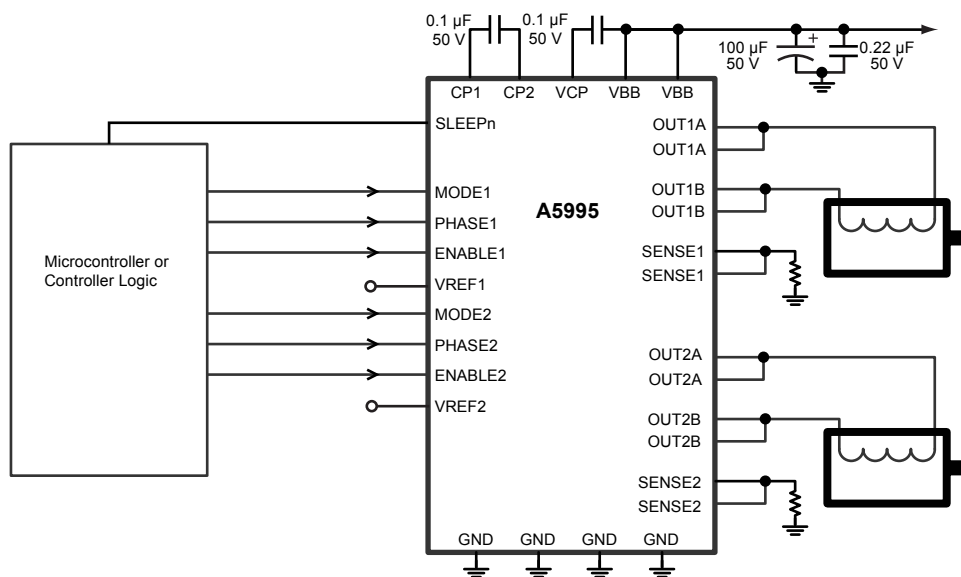 0.1 µF
50 V
0.1 µF
50 V
100 µF
50 V
+
0.22 µF
50 V
CP1
CP2
VCP
VBB
VBB
SLEEPn
MODE1
PHASE1
ENABLE1
VREF1
MODE2
PHASE2
ENABLE2
VREF2
Microcontroller or
Controller Logic
A5995
OUT1A
OUT1A
OUT1B
OUT1B
SENSE1
SENSE1
OUT2A
OUT2A
OUT2B
OUT2B
SENSE2
SENSE2
GND
GND
GND
GND